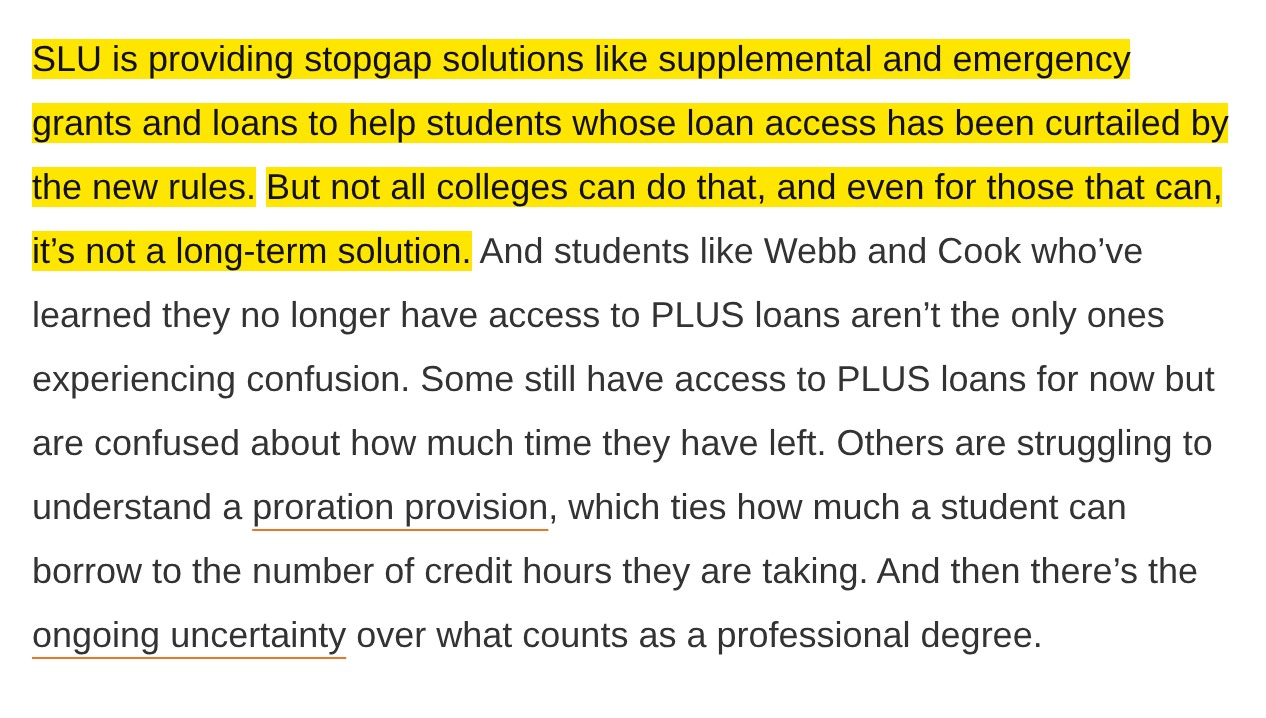 SLU is providing stopgap solutions like supplemental and emergency
grants and loans to help students whose loan access has been curtailed by
the new rules. But not all colleges can do that, and even for those that can,
it’s not a long-term solution. And students like Webb and Cook who’ve
learned they no longer have access to PLUS loans aren’t the only ones
experiencing confusion. Some still have access to PLUS loans for now but
are confused about how much time they have left. Others are struggling to
understand a proration provision, which ties how much a student can
borrow to the number of credit hours they are taking. And then there’s the
ongoing uncertainty over what counts as a professional degree.